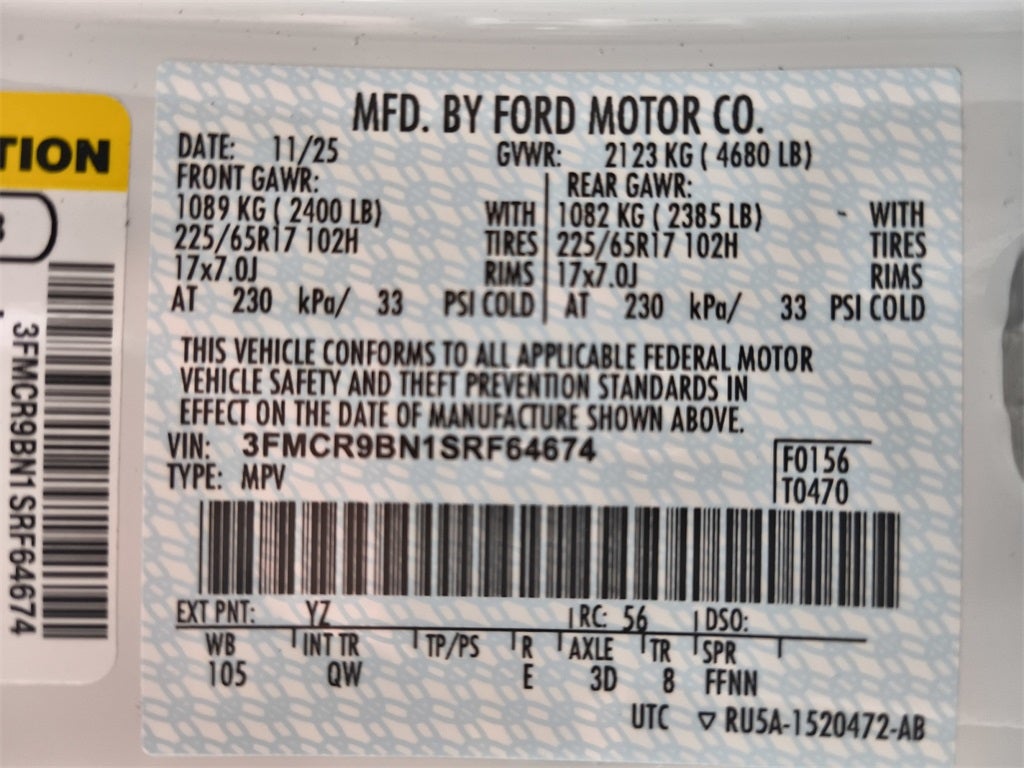 TION
3FMCR9BN1SRF64674
MFD. BY FORD MOTOR CO.
DATE: 11/25 GVWR: 2123 KG ( 4680 LB)
FRONT GAWR: REAR GAWR:
1089 KG ( 2400 LB) WITH 1082 KG ( 2385 LB) - WITH
225/65R17 102H TIRES 225/65R17 102H TIRES
17x7.0J RIMS 17x7.0J RIMS
AT 230 kPa/ 33 PSI COLD AT 230 kPa/ 33 PSI COLD
THIS VEHICLE CONFORMS TO ALL APPLICABLE FEDERAL MOTOR
VEHICLE SAFETY AND THEFT PREVENTION STANDARDS IN
EFFECT ON THE DATE OF MANUFACTURE SHOWN ABOVE.
VIN: 3FMCR9BN1SRF64674
TYPE: MPV
F0156
T0470
EXT PNT: YZ RC: 56 DSO:
WB INT TR TP/PS R AXLE TR SPR
105 QW E 3D 8 FFNN
UTC ▽ RU5A-1520472-AB